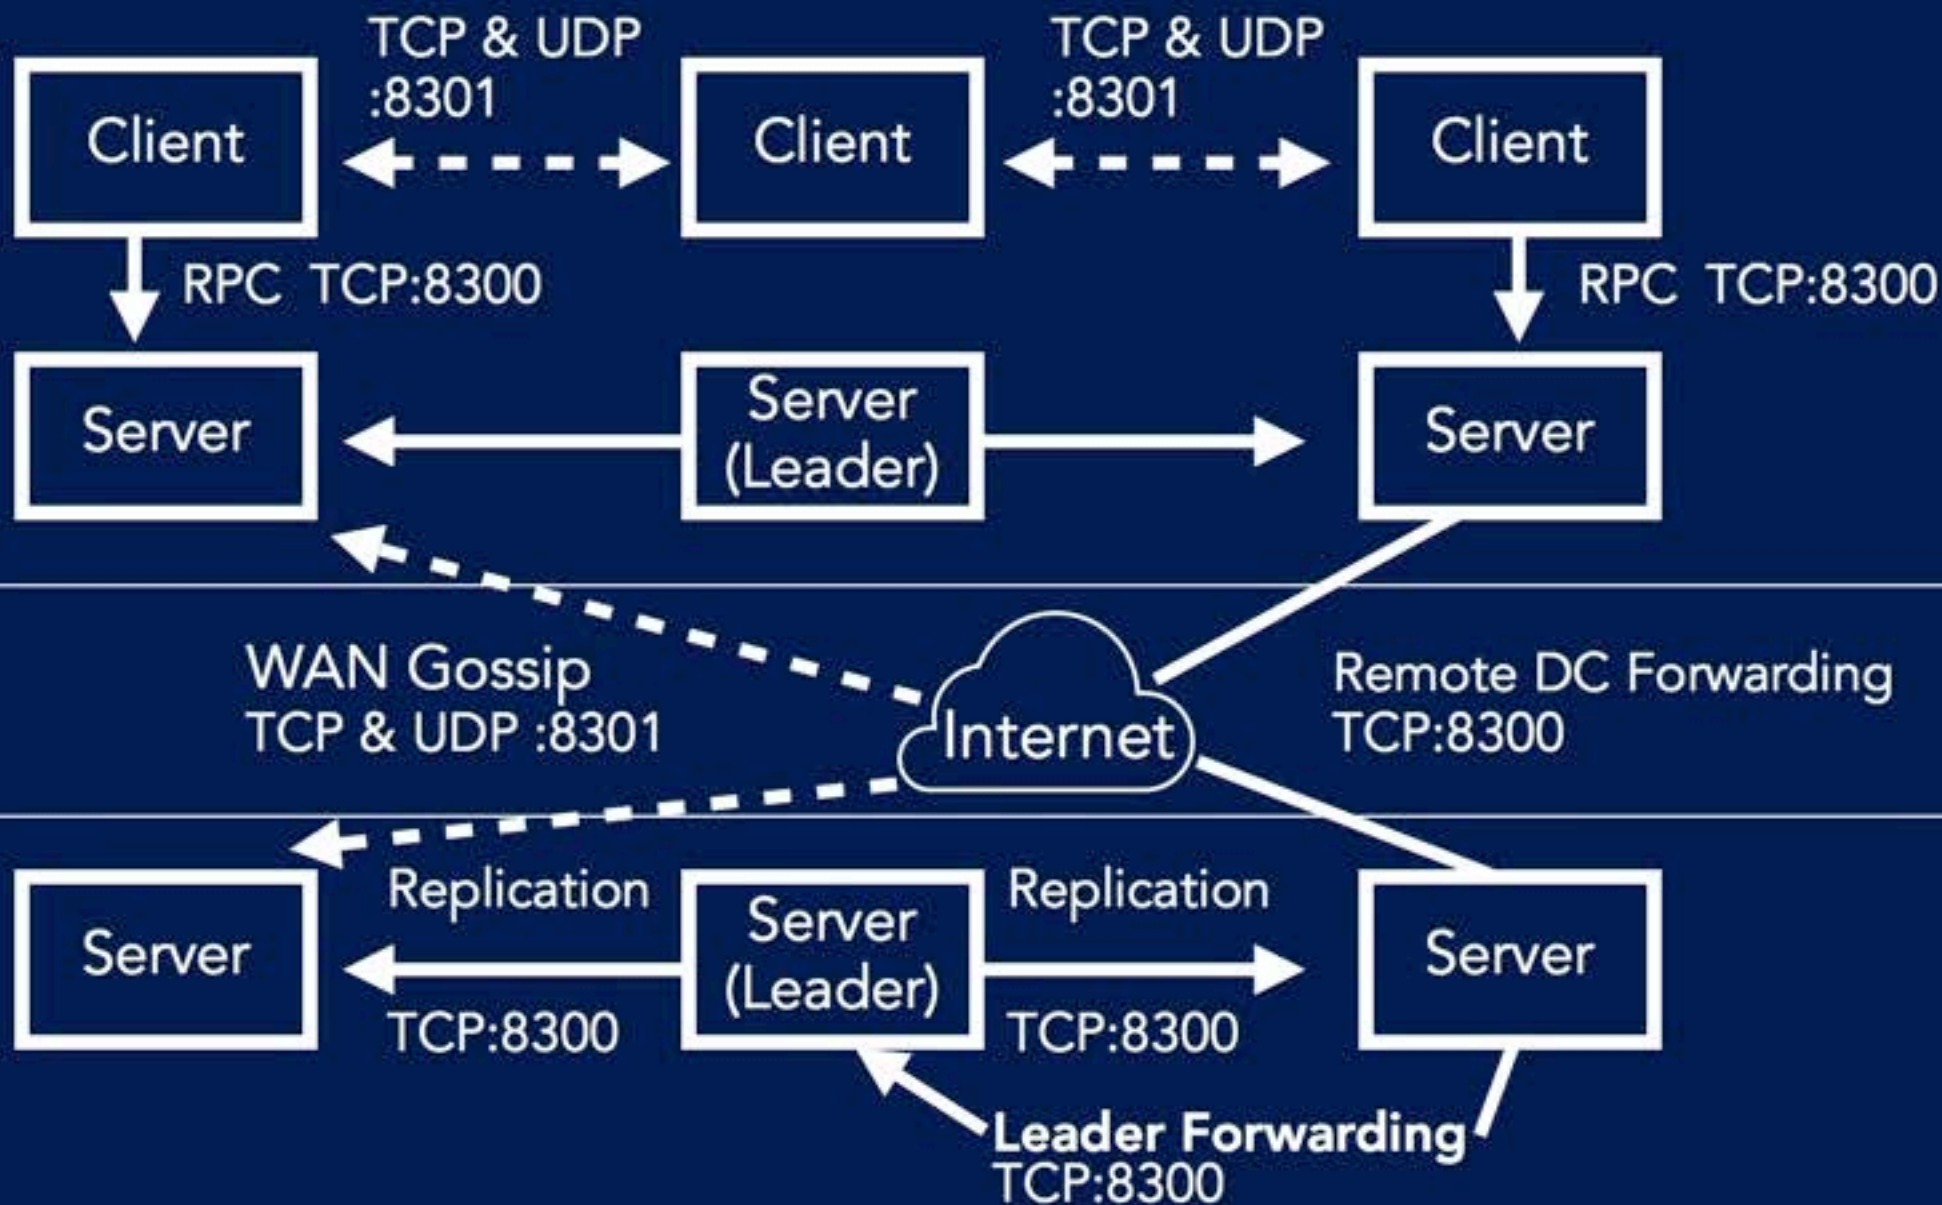 TCP & UDP
:8301
TCP & UDP
:8301
Client
Client
Client
RPC TCP:8300
RPC TCP:8300
Server
Server
(Leader)
Server
WAN Gossip
TCP & UDP :8301
Internet
Remote DC Forwarding
TCP:8300
Server
Replication
TCP:8300
Server
(Leader)
Replication
TCP:8300
Server
Leader Forwarding
TCP:8300